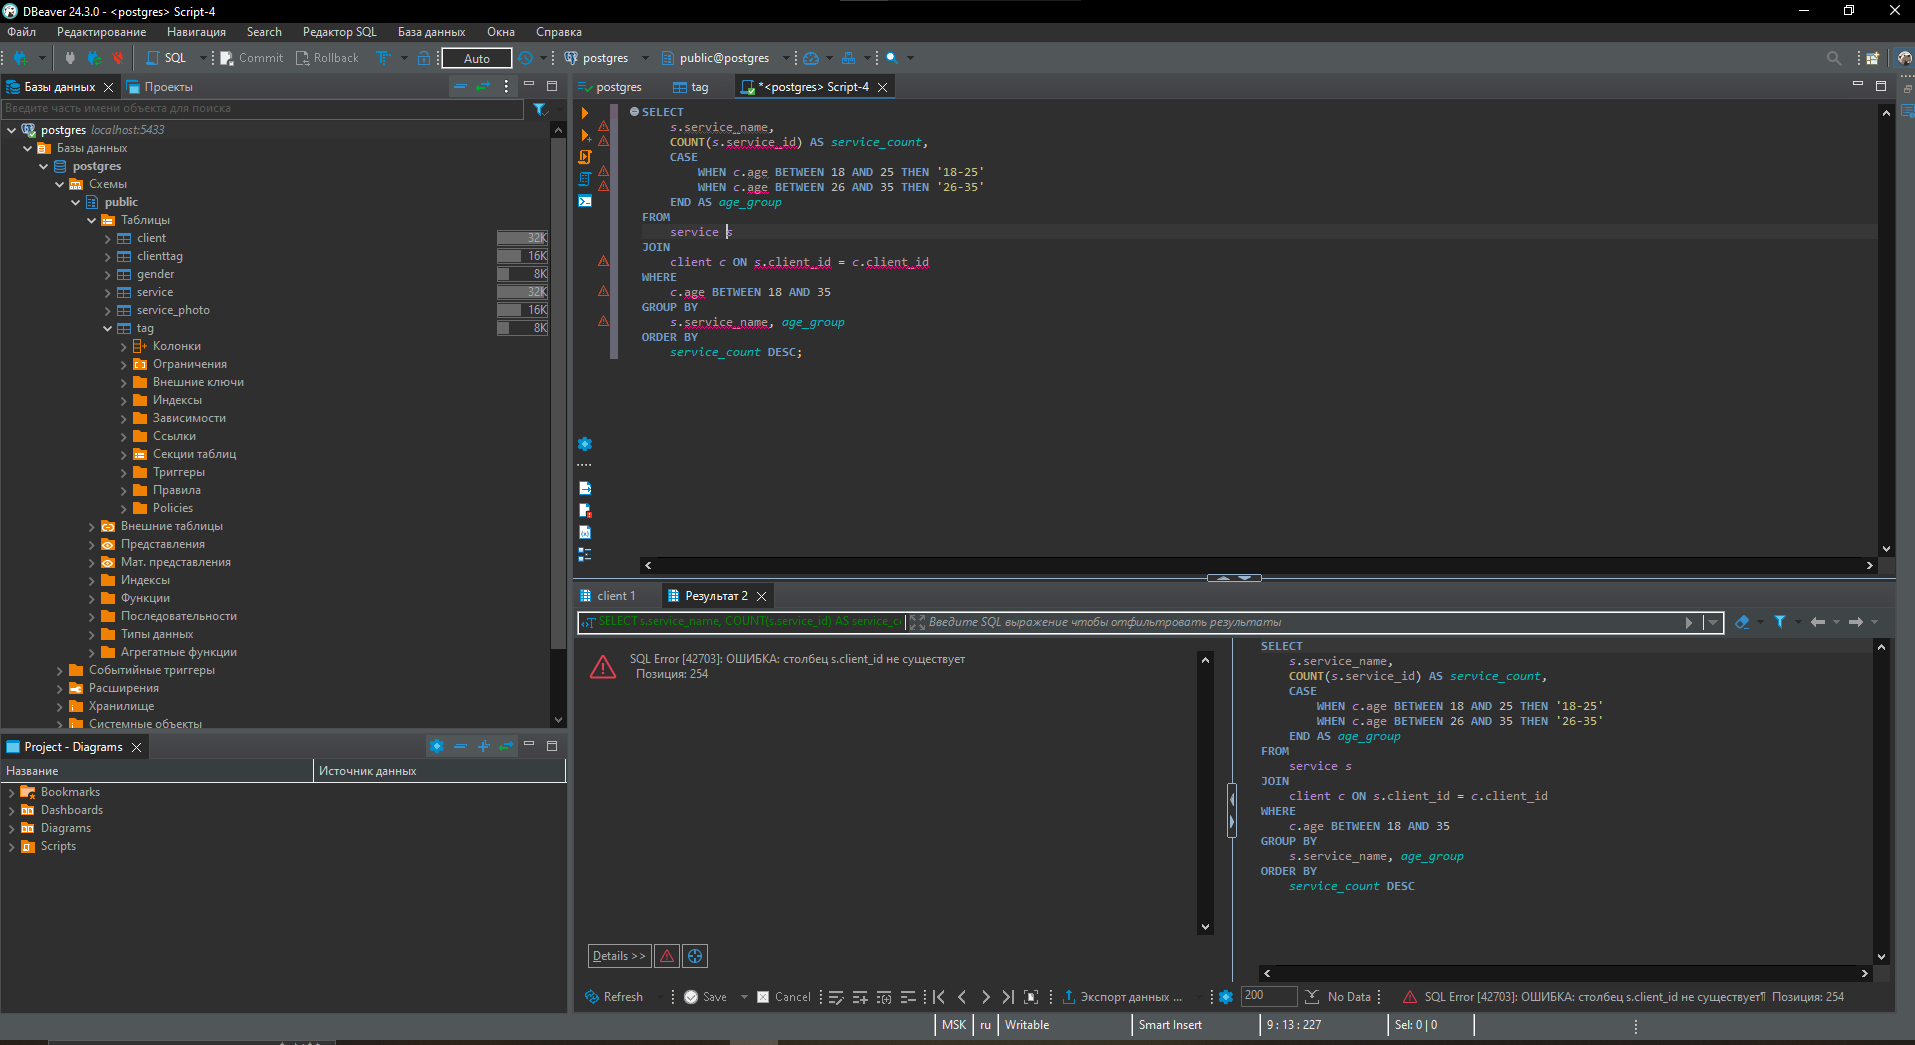 DBeaver 24.3.0 - <postgres> Script-4
Файл Редактирование Навигация Search Редактор SQL База данных Окна Справка
SQL Commit Rollback Auto postgres public@postgres
Базы данных Проекты
Введите часть имени объекта для поиска
postgres localhost:5433
Базы данных
postgres
Схемы
public
Таблицы
client 32K
clienttag 16K
gender 8K
service 32K
service_photo 16K
tag 8K
Колонки
Ограничения
Внешние ключи
Индексы
Зависимости
Ссылки
Секции таблиц
Триггеры
Правила
Policies
Внешние таблицы
Представления
Мат. представления
Индексы
Функции
Последовательности
Типы данных
Агрегатные функции
Событийные триггеры
Расширения
Хранилище
Системные объекты
Project - Diagrams
Название Источник данных
Bookmarks
Dashboards
Diagrams
Scripts
postgres tag *<postgres> Script-4
SELECT
s.service_name,
COUNT(s.service_id) AS service_count,
CASE
WHEN c.age BETWEEN 18 AND 25 THEN '18-25'
WHEN c.age BETWEEN 26 AND 35 THEN '26-35'
END AS age_group
FROM
service s
JOIN
client c ON s.client_id = c.client_id
WHERE
c.age BETWEEN 18 AND 35
GROUP BY
s.service_name, age_group
ORDER BY
service_count DESC;
client 1 Результат 2
SELECT s.service_name, COUNT(s.service_id) AS service_c Введите SQL выражение чтобы отфильтровать результаты
SQL Error [42703]: ОШИБКА: столбец s.client_id не существует
Позиция: 254
SELECT
s.service_name,
COUNT(s.service_id) AS service_count,
CASE
WHEN c.age BETWEEN 18 AND 25 THEN '18-25'
WHEN c.age BETWEEN 26 AND 35 THEN '26-35'
END AS age_group
FROM
service s
JOIN
client c ON s.client_id = c.client_id
WHERE
c.age BETWEEN 18 AND 35
GROUP BY
s.service_name, age_group
ORDER BY
service_count DESC
Details >>
Refresh Save Cancel Экспорт данных ... 200 No Data SQL Error [42703]: ОШИБКА: столбец s.client_id не существует¶ Позиция: 254
MSK ru Writable Smart Insert 9 : 13 : 227 Sel: 0 | 0